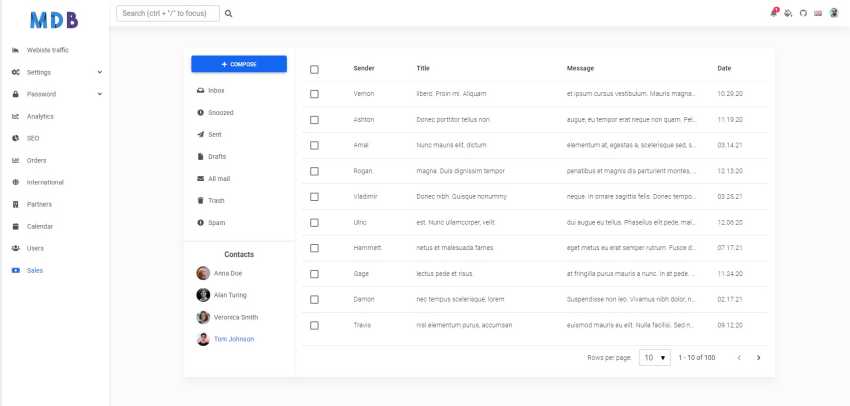 MDB
Search (ctrl + "/" to focus)
1
Webiste traffic
Settings
Password
Analytics
SEO
Orders
International
Partners
Calendar
Users
Sales
+ COMPOSE
Inbox
Snoozed
Sent
Drafts
All mail
Trash
Spam
Contacts
Anna Doe
Alan Turing
Veronica Smith
Tom Johnson
Sender Title Message Date
Vernon libero. Proin mi. Aliquam et ipsum cursus vestibulum. Mauris magna... 10.29.20
Ashton Donec porttitor tellus non augue, eu tempor erat neque non quam. Pel... 11.19.20
Amal Nunc mauris elit, dictum elementum at, egestas a, scelerisque sed, s... 03.14.21
Rogan magna. Duis dignissim tempor penatibus et magnis dis parturient montes, ... 12.13.20
Vladimir Donec nibh. Quisque nonummy neque. In ornare sagittis felis. Donec tempo... 03.28.21
Ulric est. Nunc ullamcorper, velit dui augue eu tellus. Phasellus elit pede, mal... 12.06.20
Hammett netus et malesuada fames eget metus eu erat semper rutrum. Fusce d... 07.17.21
Gage lectus pede et risus. at fringilla purus mauris a nunc. In at pede. ... 11.24.20
Damon nec tempus scelerisque, lorem Suspendisse non leo. Vivamus nibh dolor, n... 02.17.21
Travis nisl elementum purus, accumsan euismod mauris eu elit. Nulla facilisi. Sed n... 09.12.20
Rows per page: 10 1 - 10 of 100